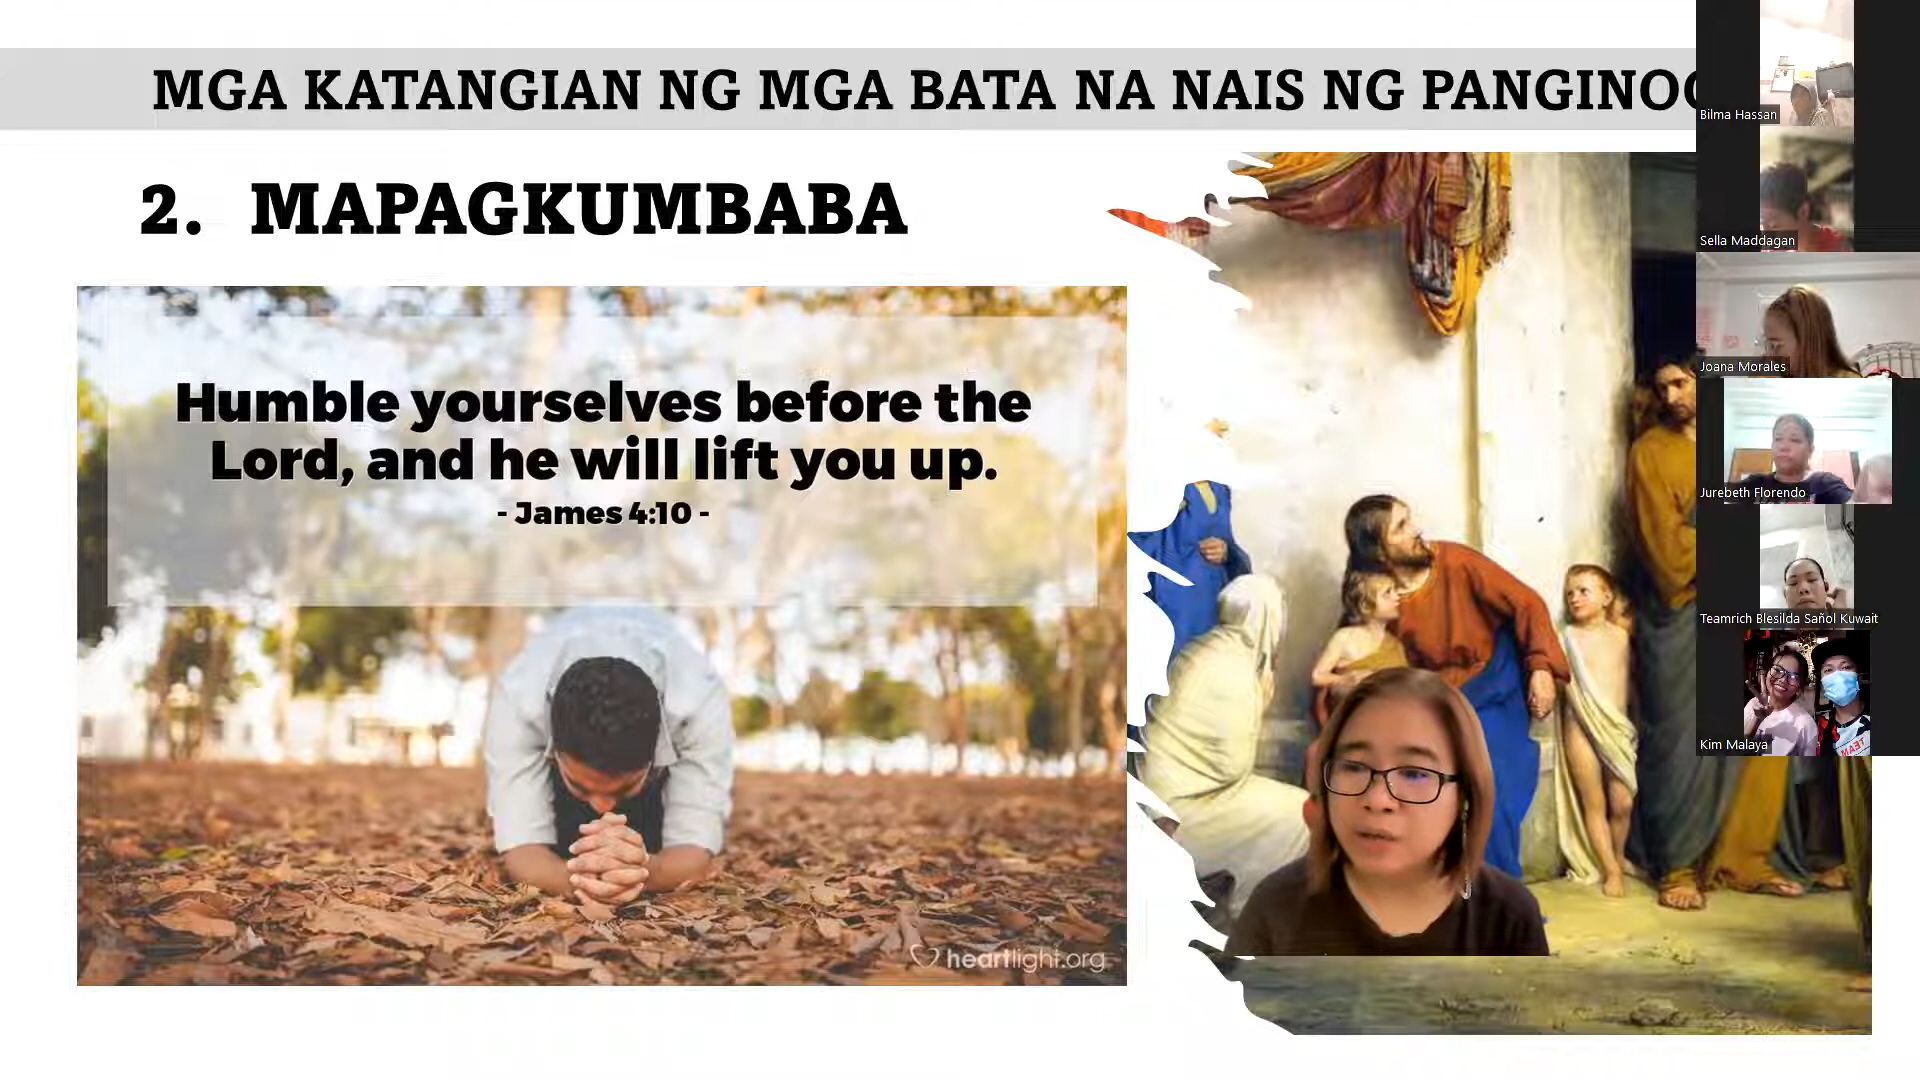 MGA KATANGIAN NG MGA BATA NA NAIS NG PANGINOO
2. MAPAGKUMBABA
Humble yourselves before the
Lord, and he will lift you up.
- James 4:10 -
heartlight.org
Bilma Hassan
Sella Maddagan
Joana Morales
Jurebeth Florendo
Teamrich Blesilda Sañol Kuwait
Kim Malaya